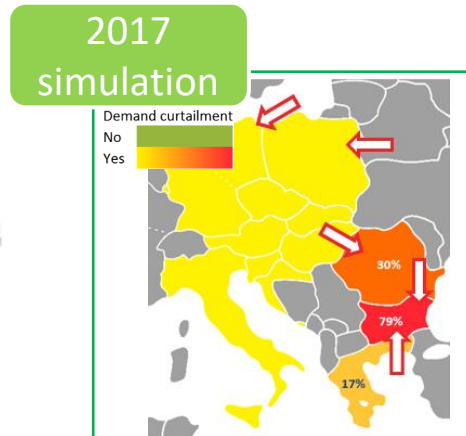 2017
simulation
Demand curtailment
No
Yes
30%
79%
17%